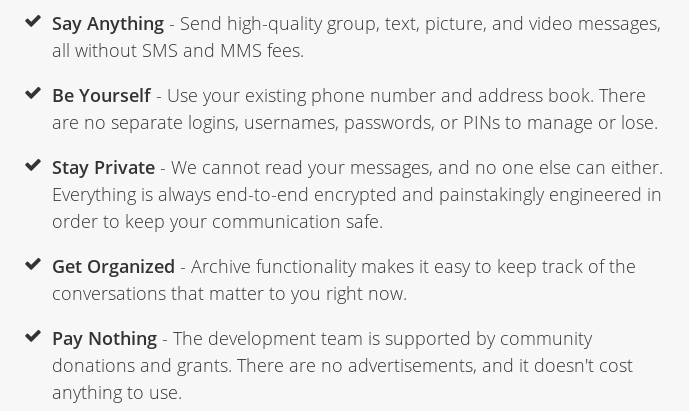 Say Anything - Send high-quality group, text, picture, and video messages,
all without SMS and MMS fees.
Be Yourself - Use your existing phone number and address book. There
are no separate logins, usernames, passwords, or PINs to manage or lose.
Stay Private - We cannot read your messages, and no one else can either.
Everything is always end-to-end encrypted and painstakingly engineered in
order to keep your communication safe.
Get Organized - Archive functionality makes it easy to keep track of the
conversations that matter to you right now.
Pay Nothing - The development team is supported by community
donations and grants. There are no advertisements, and it doesn't cost
anything to use.